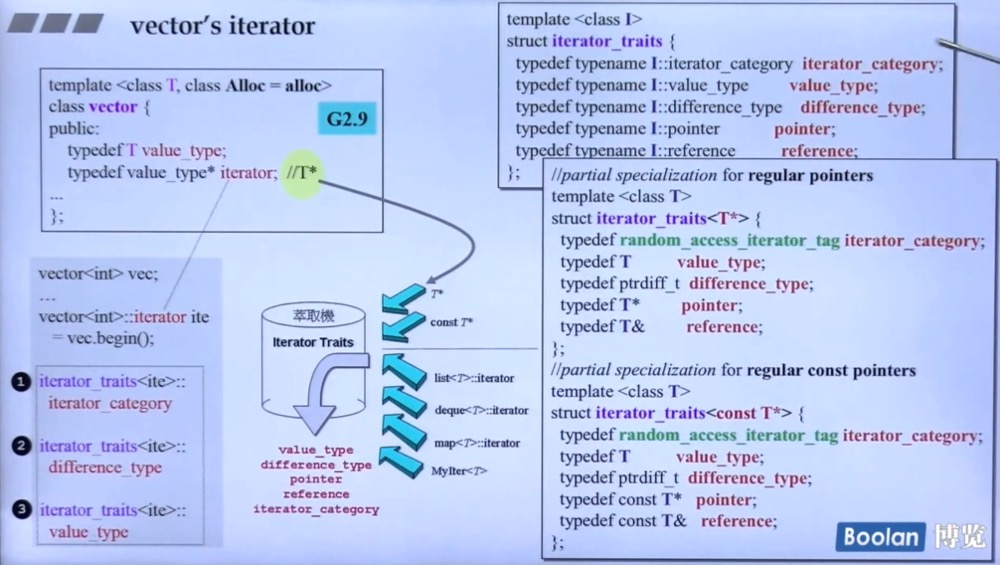 vector's iterator
template <class T, class Alloc = alloc>
class vector {
public:
typedef T value_type;
typedef value_type* iterator; //T*
...
};
G2.9
vector<int> vec;
...
vector<int>::iterator ite
= vec.begin();
1 iterator_traits<ite>::
iterator_category
2 iterator_traits<ite>::
difference_type
3 iterator_traits<ite>::
value_type
萃取機
Iterator Traits
T*
const T*
list<T>::iterator
deque<T>::iterator
map<T>::iterator
MyIter<T>
value_type
difference_type
pointer
reference
iterator_category
template <class I>
struct iterator_traits {
typedef typename I::iterator_category iterator_category;
typedef typename I::value_type value_type;
typedef typename I::difference_type difference_type;
typedef typename I::pointer pointer;
typedef typename I::reference reference;
};
//partial specialization for regular pointers
template <class T>
struct iterator_traits<T*> {
typedef random_access_iterator_tag iterator_category;
typedef T value_type;
typedef ptrdiff_t difference_type;
typedef T* pointer;
typedef T& reference;
};
//partial specialization for regular const pointers
template <class T>
struct iterator_traits<const T*> {
typedef random_access_iterator_tag iterator_category;
typedef T value_type;
typedef ptrdiff_t difference_type;
typedef const T* pointer;
typedef const T& reference;
};
Boolan 博览